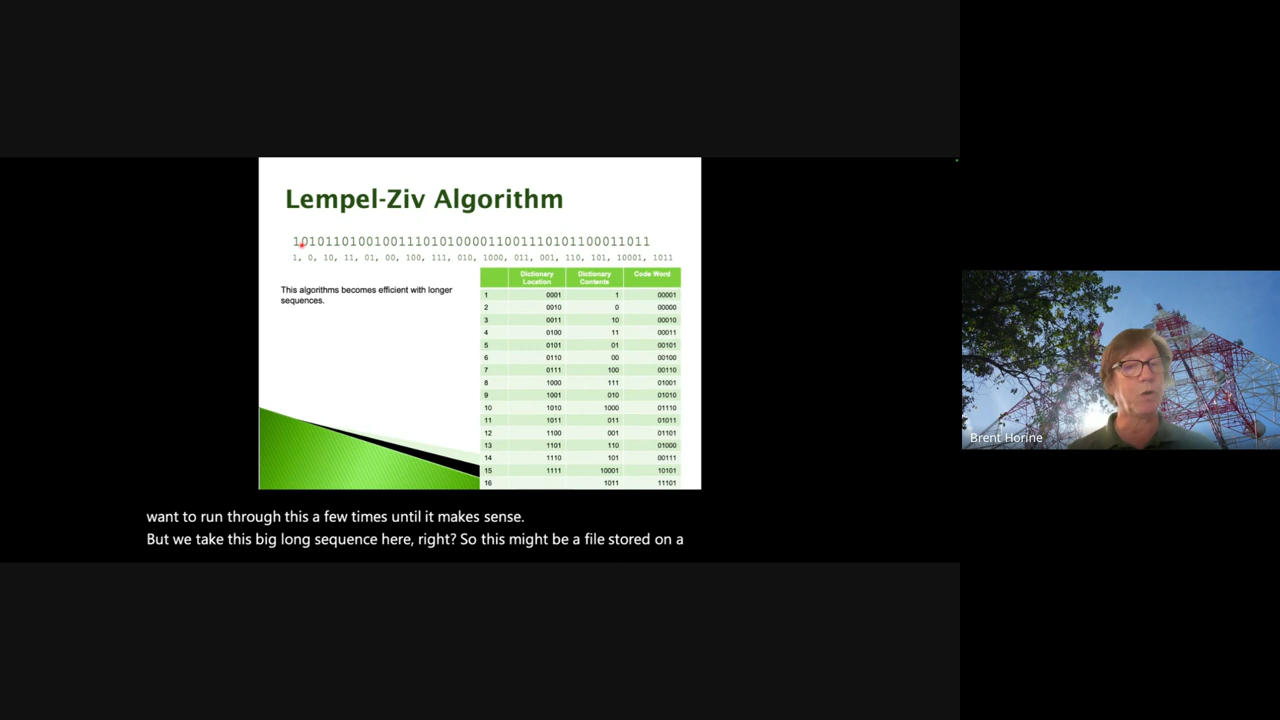 Lempel-Ziv Algorithm
10101101001001110101000011001110101100011011
1, 0, 10, 11, 01, 00, 100, 111, 010, 1000, 011, 001, 110, 101, 10001, 1011
This algorithms becomes efficient with longer
sequences.
Dictionary Location Dictionary Contents Code Word
1 0001 1 00001
2 0010 0 00000
3 0011 10 00010
4 0100 11 00011
5 0101 01 00101
6 0110 00 00100
7 0111 100 00110
8 1000 111 01001
9 1001 010 01010
10 1010 1000 01110
11 1011 011 01011
12 1100 001 01101
13 1101 110 01000
14 1110 101 00111
15 1111 10001 10101
16 1011 11101
Brent Horine
want to run through this a few times until it makes sense.
But we take this big long sequence here, right? So this might be a file stored on a